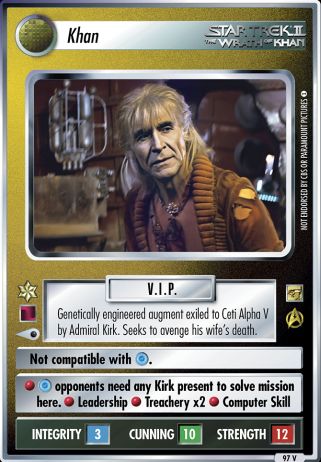 Khan
STAR TREK II
THE WRATH OF KHAN
NOT ENDORSED BY CBS OR PARAMOUNT PICTURES
V.I.P.
Genetically engineered augment exiled to Ceti Alpha V
by Admiral Kirk. Seeks to avenge his wife's death.
Not compatible with .
opponents need any Kirk present to solve mission
here. Leadership Treachery x2 Computer Skill
INTEGRITY 3 CUNNING 10 STRENGTH 12
97 V